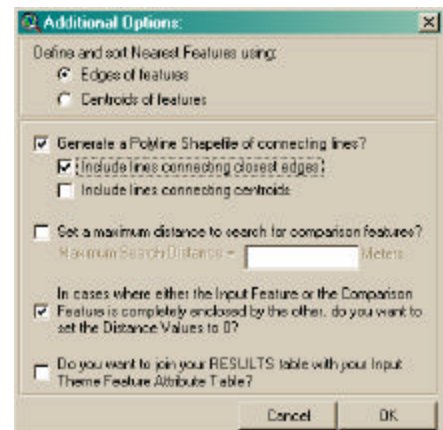 Additional Options:
Define and sort Nearest Features using:
Edges of features
Centroids of features
Generate a Polyline Shapefile of connecting lines?
Include lines connecting closest edges
Include lines connecting centroids
Set a maximum distance to search for comparison features?
Maximum Search Distance =
Meters
In cases where either the Input Feature or the Comparison
Feature is completely enclosed by the other, do you want to
set the Distance Values to 0?
Do you want to join your RESULTS table with your Input
Theme Feature Attribute Table?
Cancel
OK